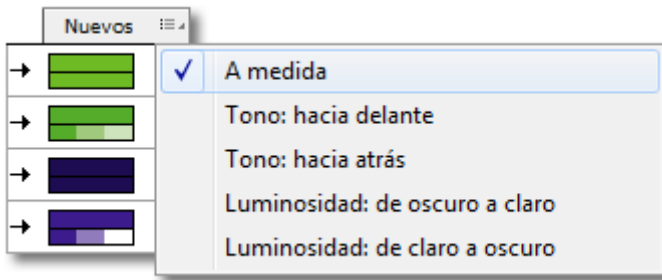 Nuevos
A medida
Tono: hacia delante
Tono: hacia atrás
Luminosidad: de oscuro a claro
Luminosidad: de claro a oscuro